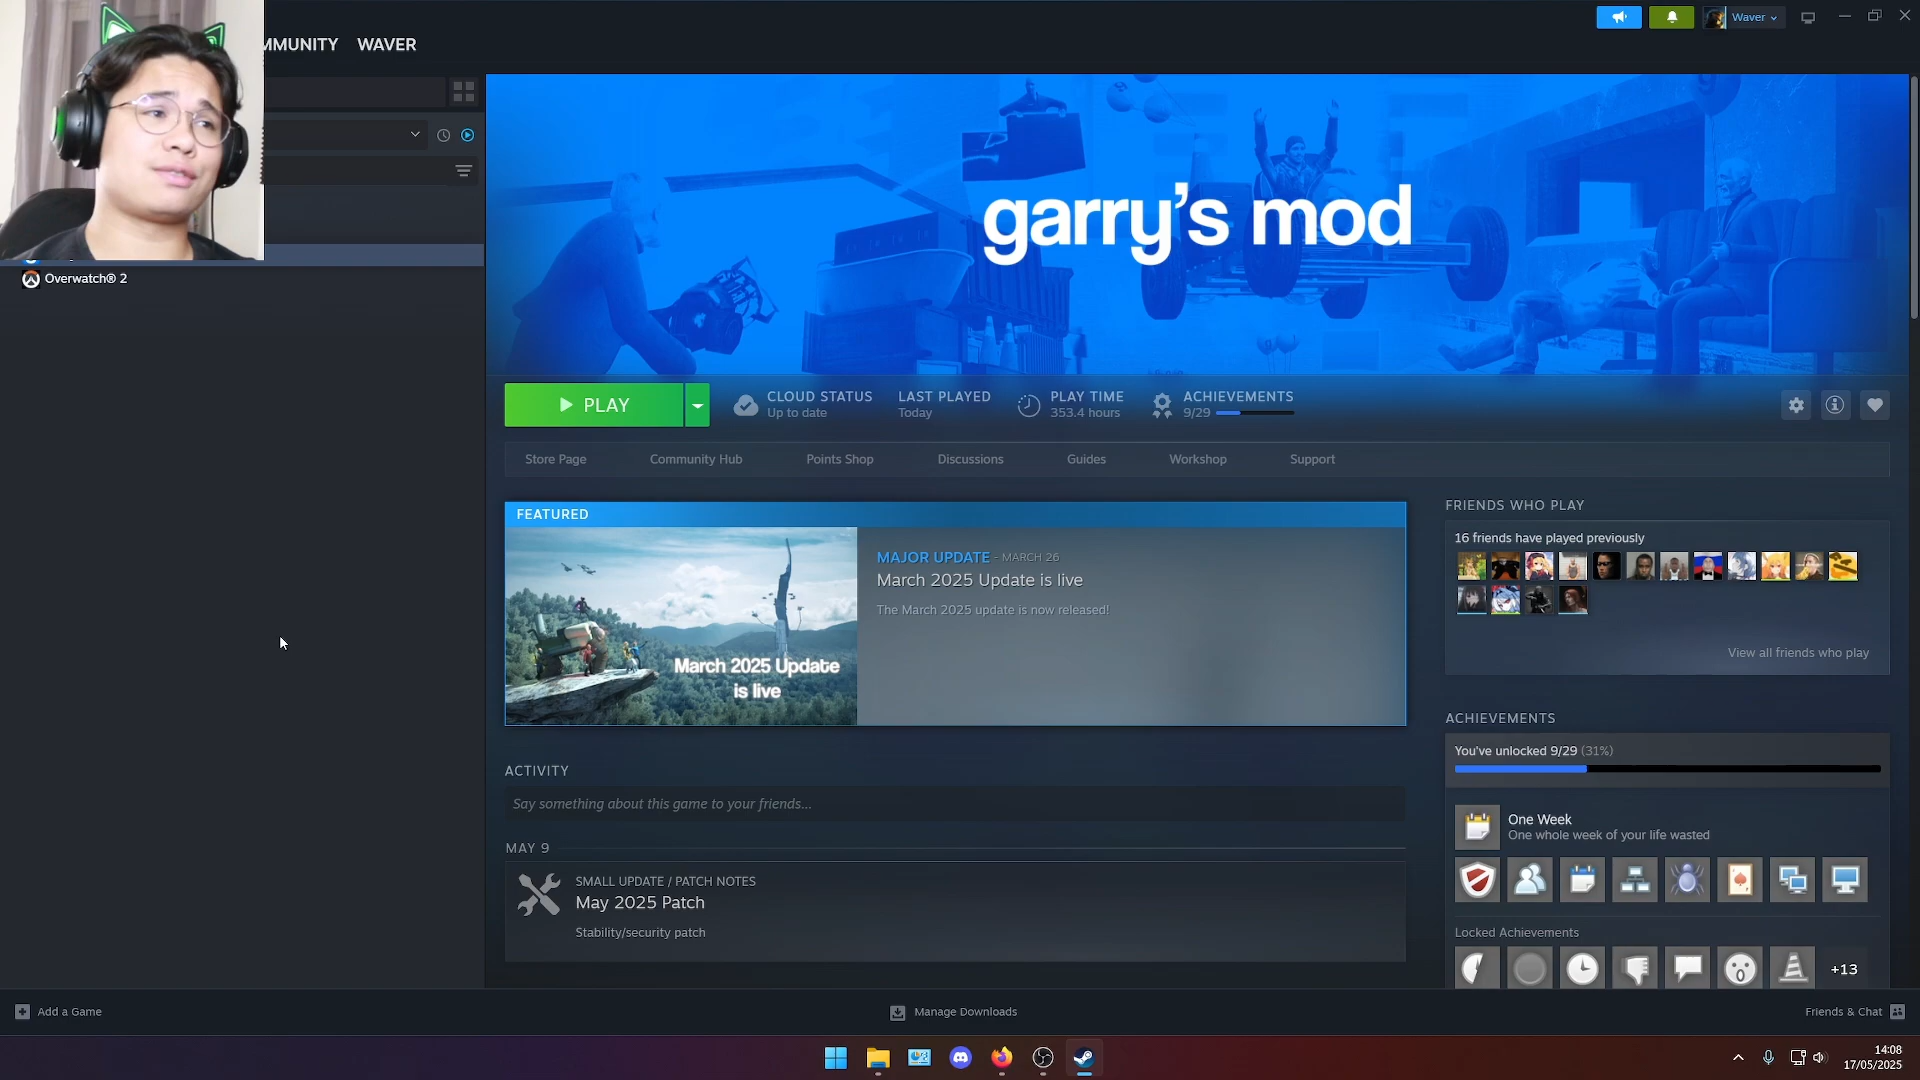 MMUNITY WAVER
Waver
Overwatch® 2
garry's mod
PLAY
CLOUD STATUS
Up to date
LAST PLAYED
Today
PLAY TIME
353.4 hours
ACHIEVEMENTS
9/29
Store Page Community Hub Points Shop Discussions Guides Workshop Support
FEATURED
March 2025 Update
is live
MAJOR UPDATE - MARCH 26
March 2025 Update is live
The March 2025 update is now released!
ACTIVITY
Say something about this game to your friends...
MAY 9
SMALL UPDATE / PATCH NOTES
May 2025 Patch
Stability/security patch
FRIENDS WHO PLAY
16 friends have played previously
View all friends who play
ACHIEVEMENTS
You've unlocked 9/29 (31%)
One Week
One whole week of your life wasted
Locked Achievements
+13
Add a Game
Manage Downloads
Friends & Chat
14:08
17/05/2025